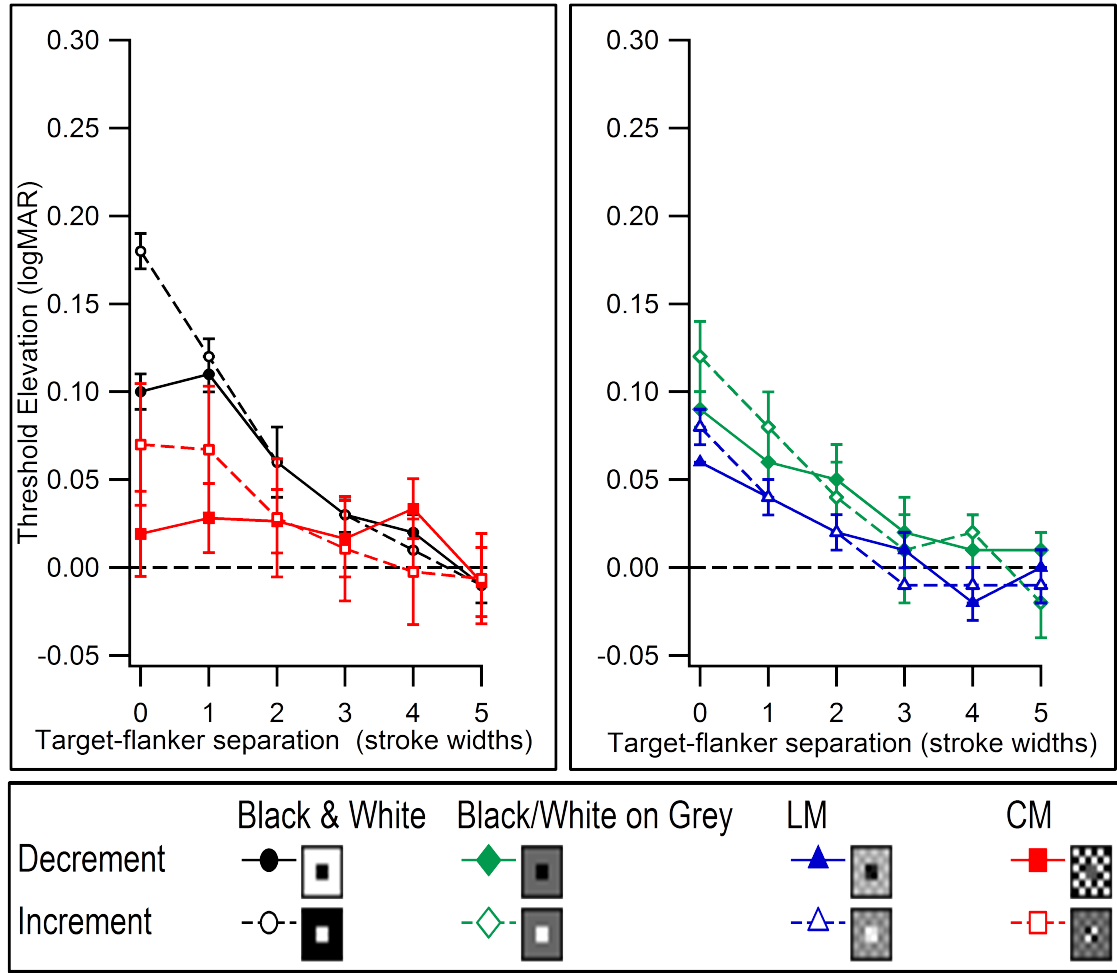 Threshold Elevation (logMAR)
0.30
0.25
0.20
0.15
0.10
0.05
0.00
-0.05
0 1 2 3 4 5
Target-flanker separation (stroke widths)
0.30
0.25
0.20
0.15
0.10
0.05
0.00
-0.05
0 1 2 3 4 5
Target-flanker separation (stroke widths)
Black & White Black/White on Grey LM CM
Decrement
Increment